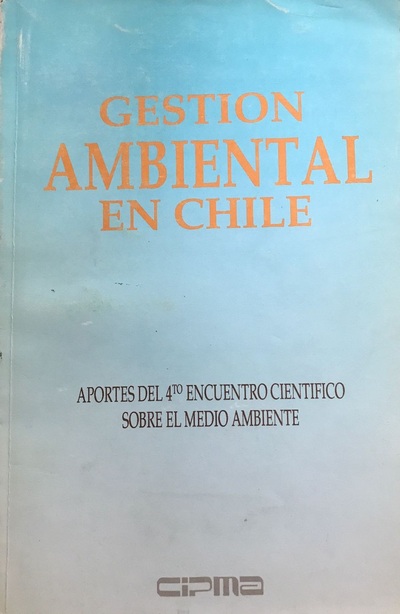 GESTION
AMBIENTAL
EN CHILE
APORTES DEL 4TO ENCUENTRO CIENTIFICO
SOBRE EL MEDIO AMBIENTE
CIPMA